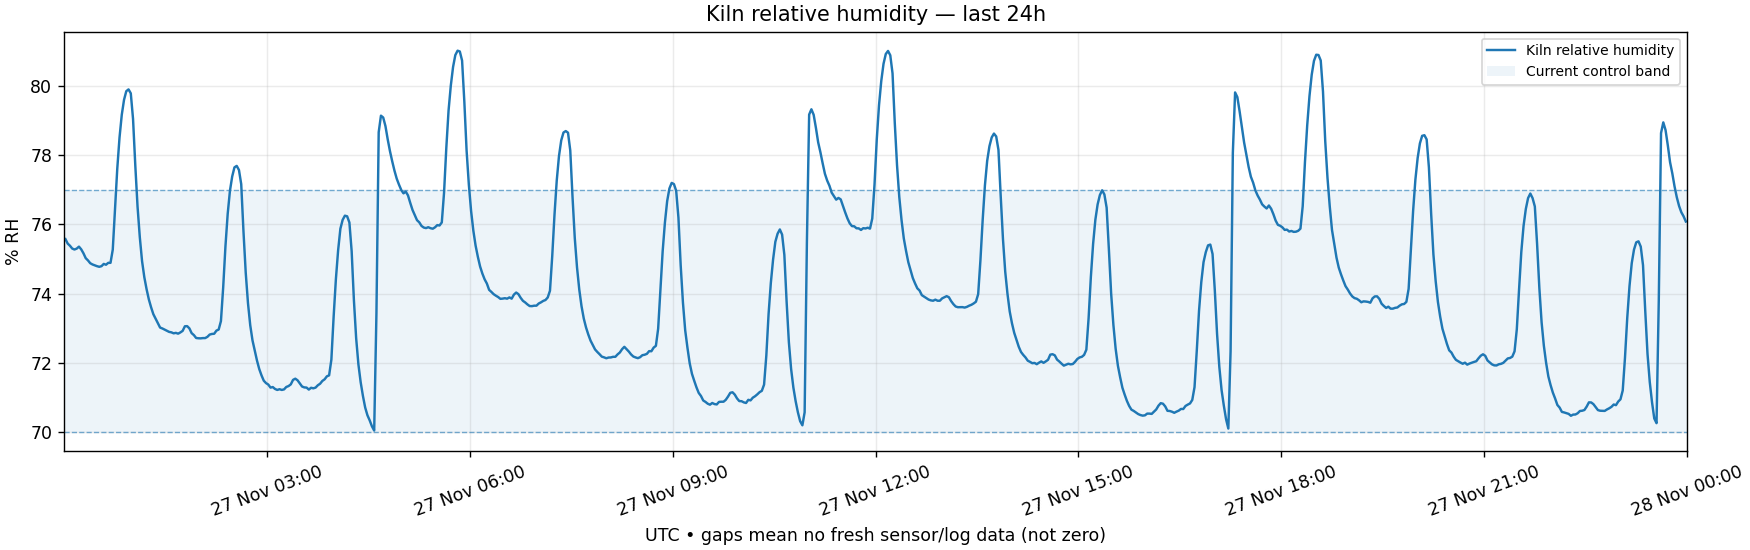 Kiln relative humidity — last 24h
Kiln relative humidity
Current control band
% RH
80
78
76
74
72
70
27 Nov 03:00
27 Nov 06:00
27 Nov 09:00
27 Nov 12:00
27 Nov 15:00
27 Nov 18:00
27 Nov 21:00
28 Nov 00:00
UTC • gaps mean no fresh sensor/log data (not zero)